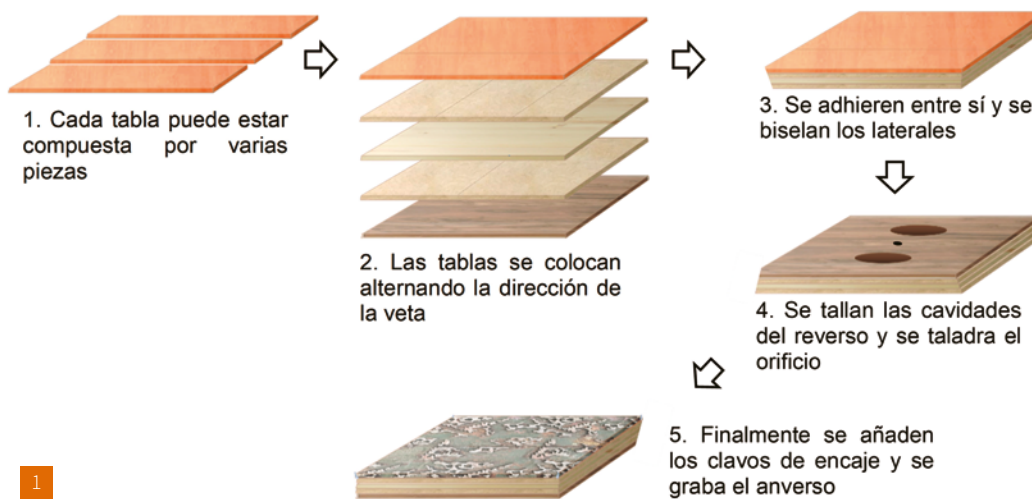 1. Cada tabla puede estar
compuesta por varias
piezas
2. Las tablas se colocan
alternando la dirección de
la veta
3. Se adhieren entre sí y se
biselan los laterales
4. Se tallan las cavidades
del reverso y se taladra el
orificio
5. Finalmente se añaden
los clavos de encaje y se
graba el anverso
1